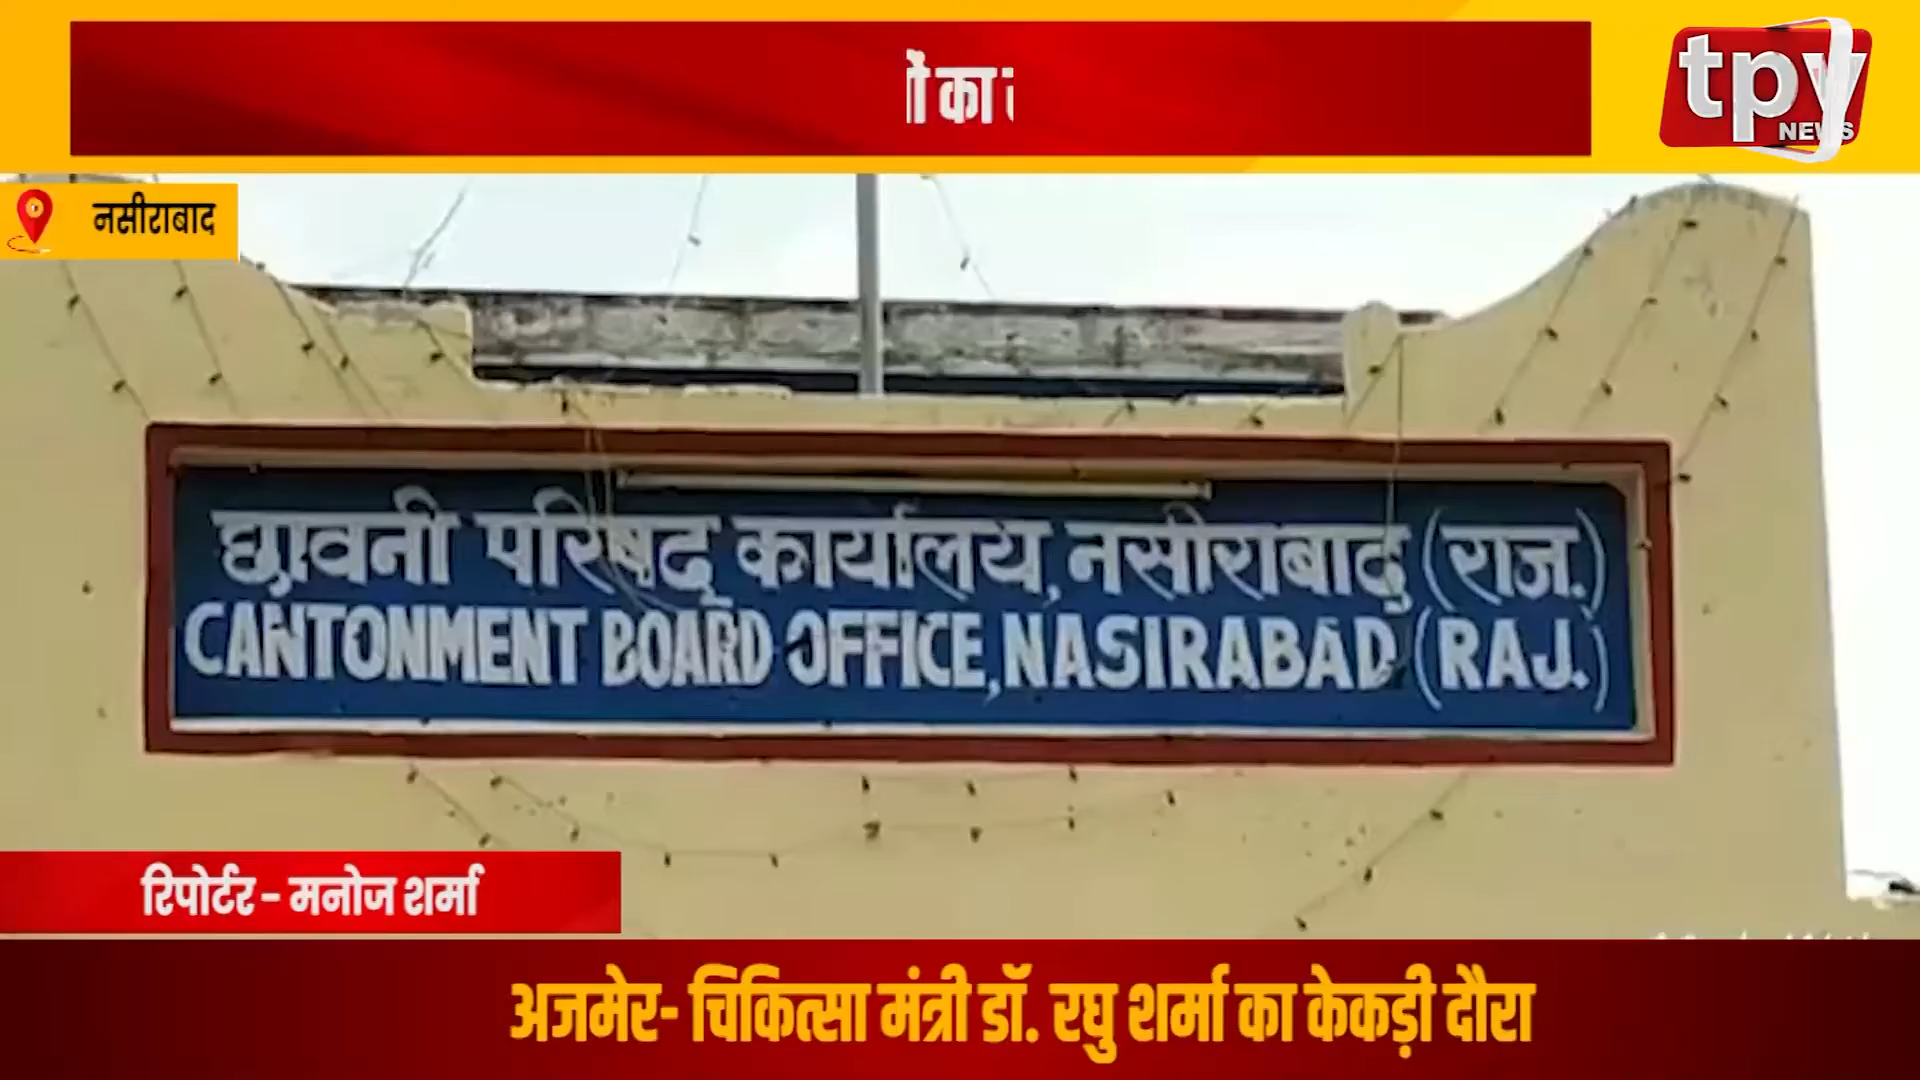 का
tpy
NEWS
नसीराबाद
छावनी परिषद् कार्यालय, नसीराबाद (राज.)
CANTONMENT BOARD OFFICE, NASIRABAD (RAJ.)
रिपोर्टर - मनोज शर्मा
अजमेर- चिकित्सा मंत्री डॉ. रघु शर्मा का केकड़ी दौरा